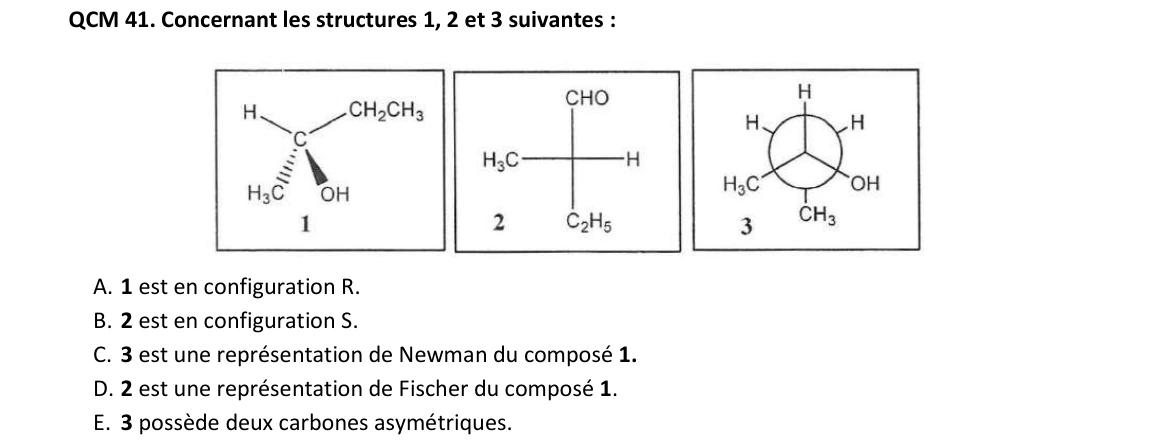 QCM 41. Concernant les structures 1, 2 et 3 suivantes :
H
CH₂CH₃
C
H₃C
OH
1
CHO
H₃C
H
2
C₂H₅
H
H
H
H₃C
OH
CH₃
3
A. 1 est en configuration R.
B. 2 est en configuration S.
C. 3 est une représentation de Newman du composé 1.
D. 2 est une représentation de Fischer du composé 1.
E. 3 possède deux carbones asymétriques.